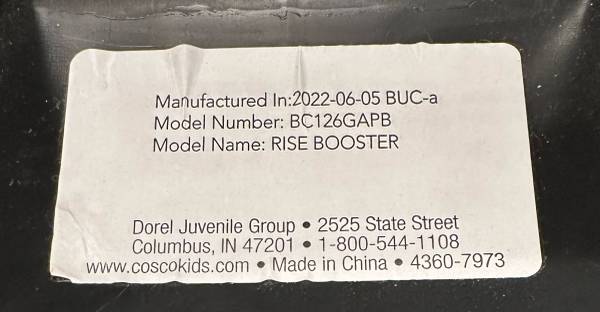 Manufactured In:2022-06-05 BUC-a
Model Number: BC126GAPB
Model Name: RISE BOOSTER
Dorel Juvenile Group • 2525 State Street
Columbus, IN 47201 • 1-800-544-1108
www.coscokids.com • Made in China • 4360-7973